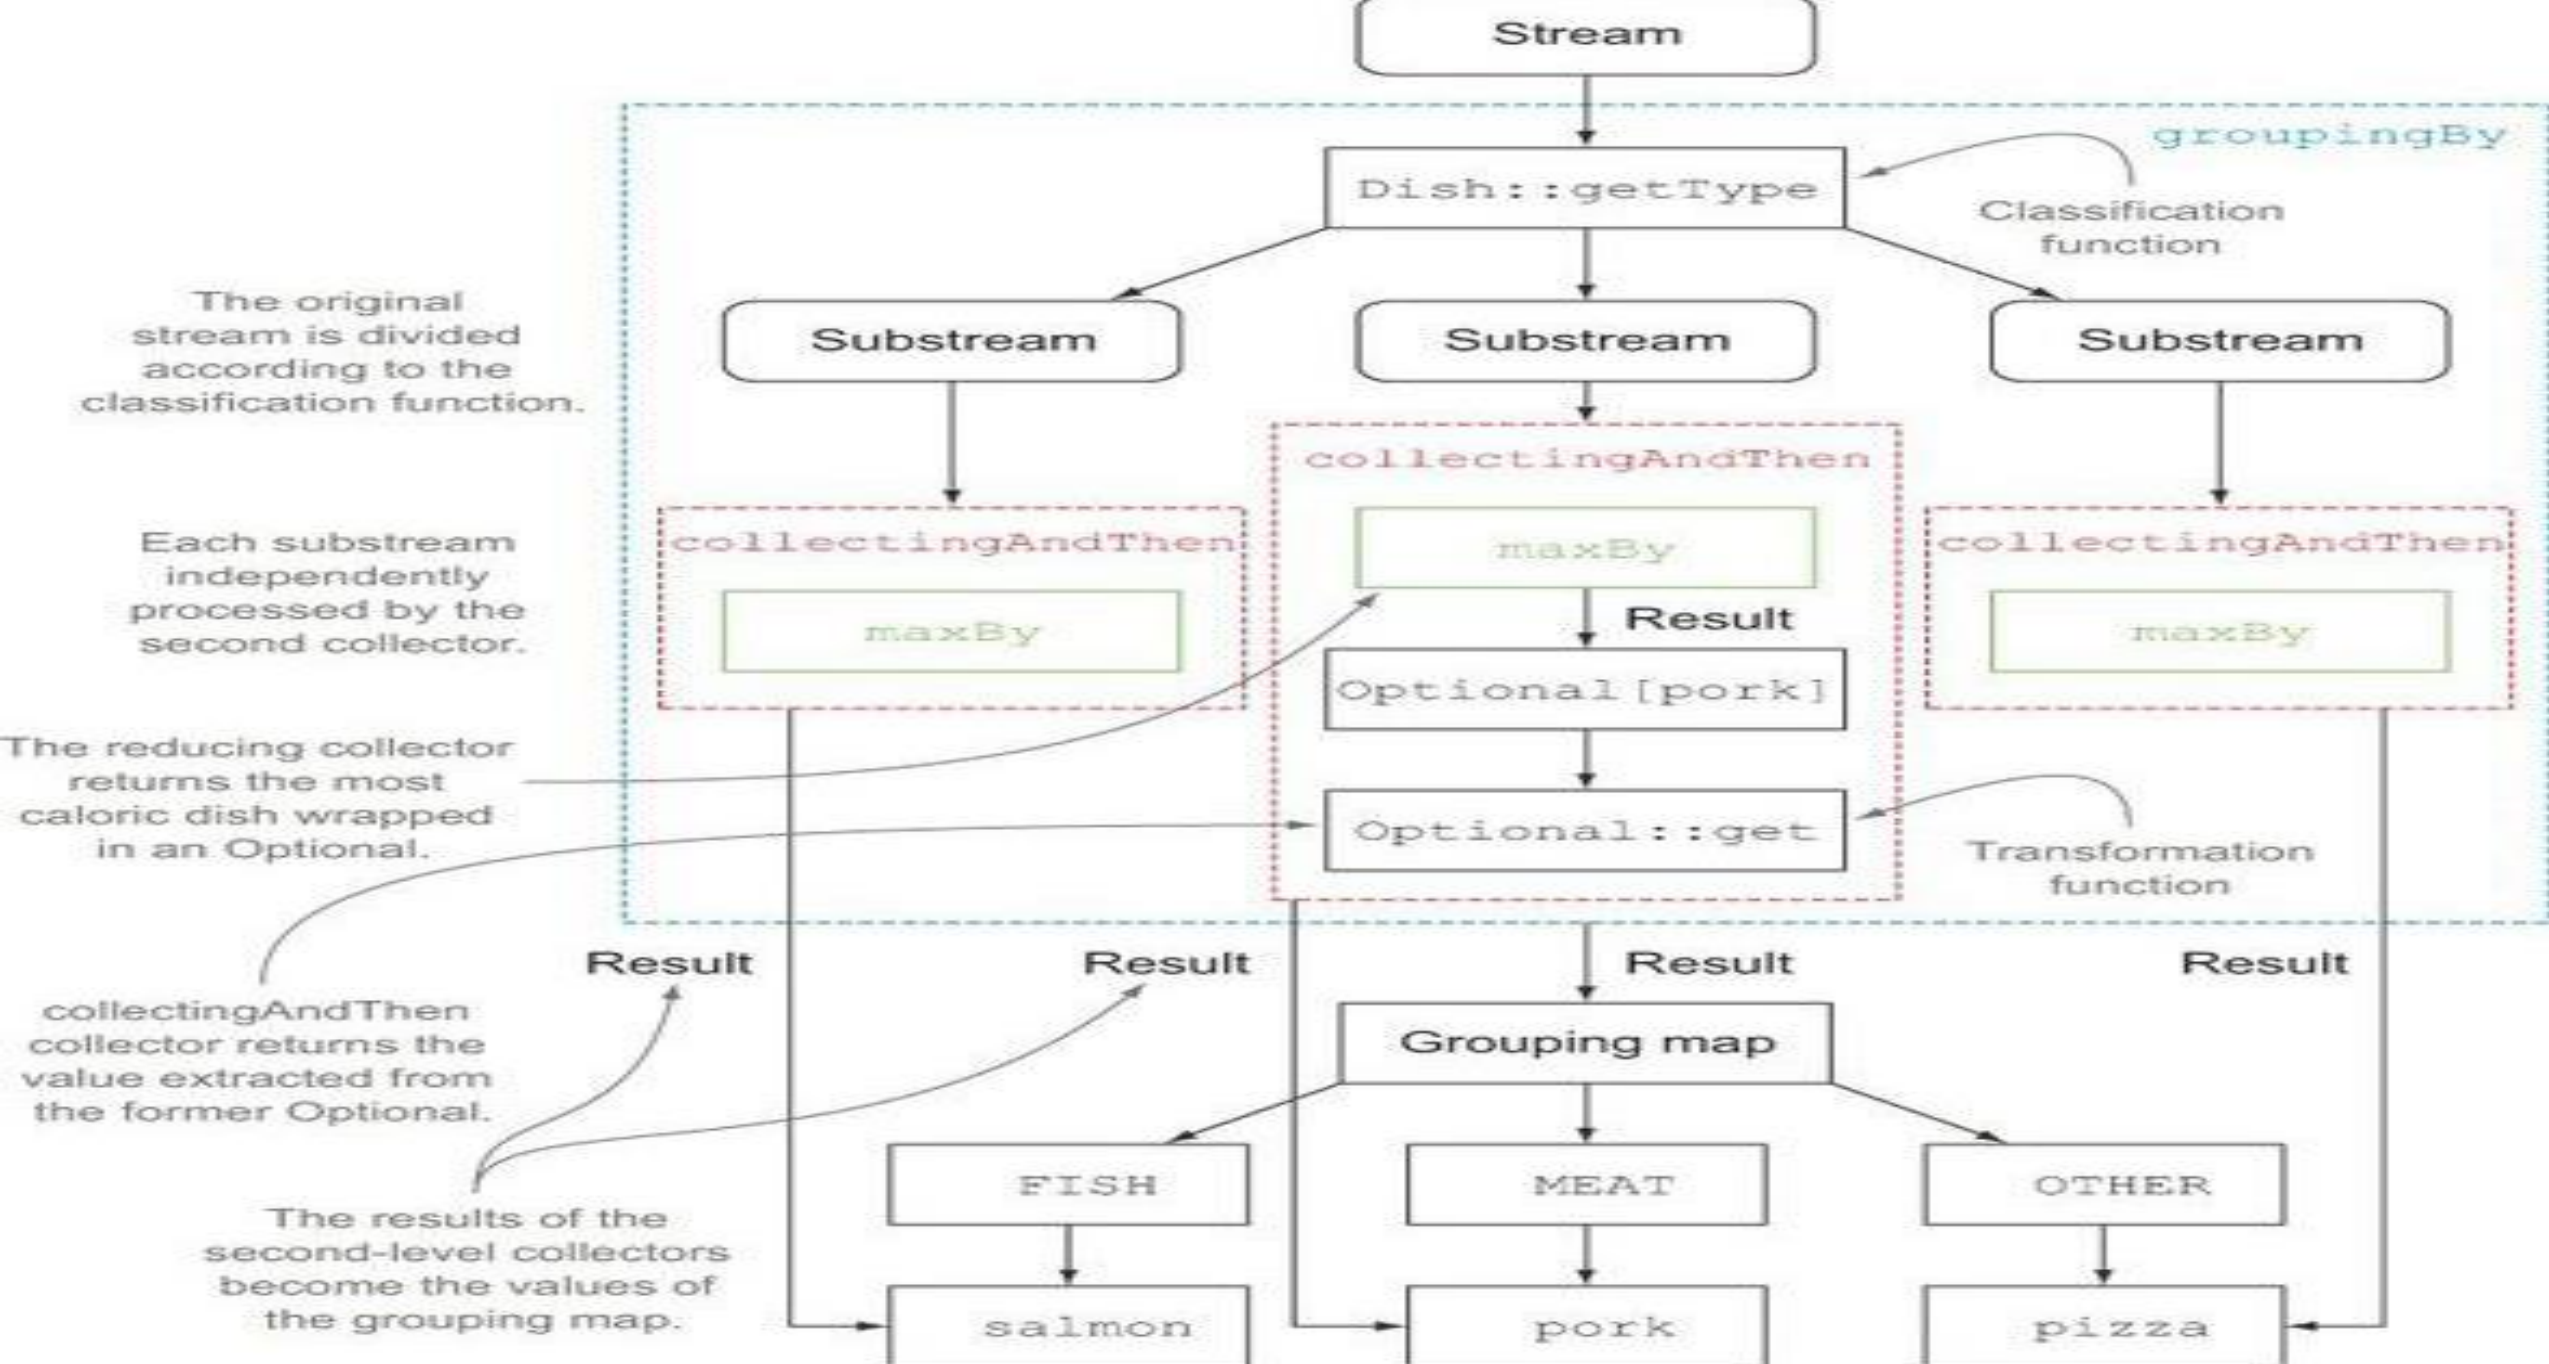 Stream
groupingBy
Dish::getType
Classification
function
The original
stream is divided
according to the
classification function.
Substream
Substream
Substream
collectingAndThen
Each substream
independently
processed by the
second collector.
collectingAndThen
maxBy
maxBy
collectingAndThen
maxBy
Result
Optional[pork]
The reducing collector
returns the most
caloric dish wrapped
in an Optional.
Optional::get
Transformation
function
Result
Result
Result
Result
collectingAndThen
collector returns the
value extracted from
the former Optional.
Grouping map
FISH
MEAT
OTHER
The results of the
second-level collectors
become the values of
the grouping map.
salmon
pork
pizza